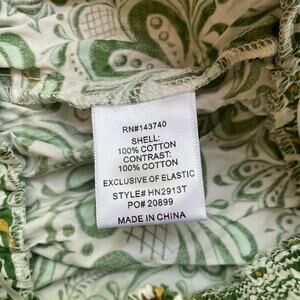 RN#143740
SHELL:
100% COTTON
CONTRAST:
100% COTTON
EXCLUSIVE OF ELASTIC
STYLE# HN2913T
PO# 20899
MADE IN CHINA